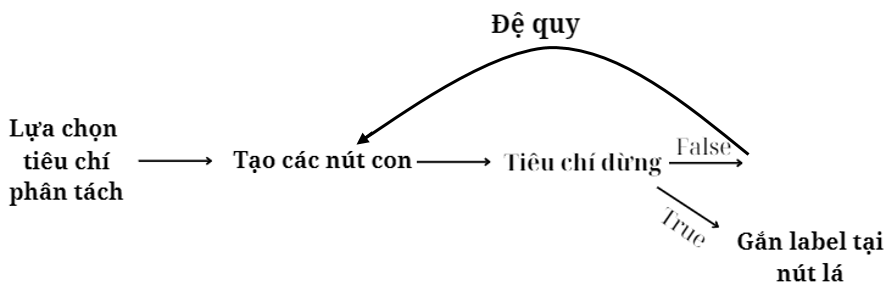 Đệ quy
Lựa chọn
tiêu chí
phân tách
Tạo các nút con
Tiêu chí dừng
False
True
Gắn label tại
nút lá